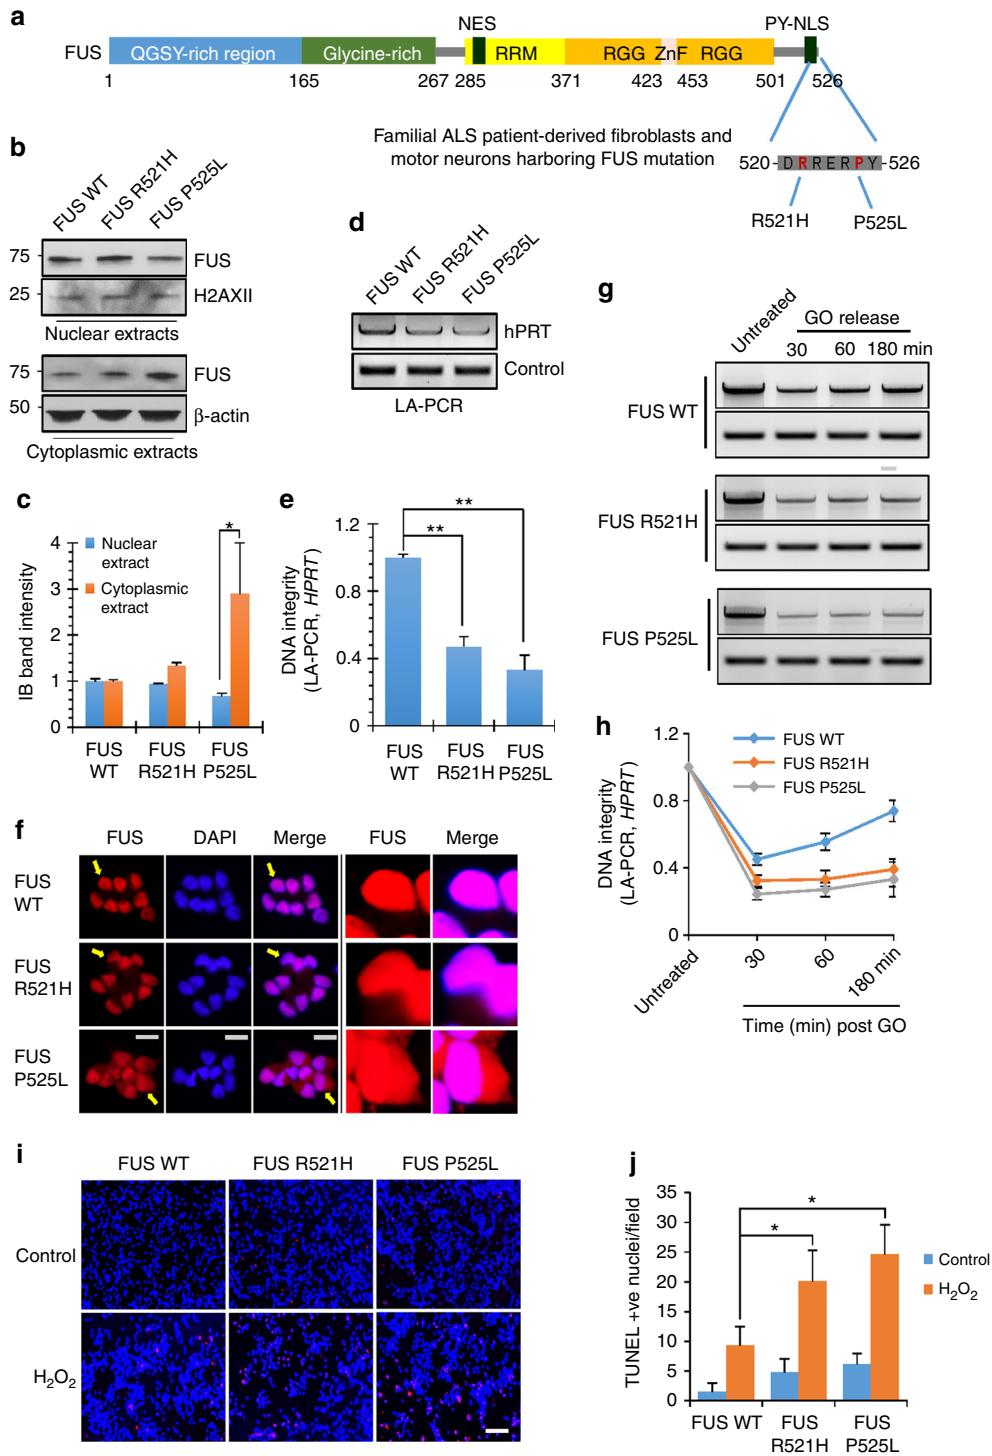 a
NES
PY-NLS
FUS
QGSY-rich region
Glycine-rich
RRM
RGG
ZnF
RGG
1
165
267
285
371
423
453
501
526
Familial ALS patient-derived fibroblasts and
motor neurons harboring FUS mutation
520-
DRRERPY
-526
R521H
P525L
b
FUS WT
FUS R521H
FUS P525L
75
FUS
25
H2AXII
Nuclear extracts
75
FUS
50
β-actin
Cytoplasmic extracts
d
FUS WT
FUS R521H
FUS P525L
hPRT
Control
LA-PCR
g
Untreated
GO release
30
60
180 min
FUS WT
FUS R521H
FUS P525L
c
IB band intensity
4
3
2
1
0
Nuclear
extract
Cytoplasmic
extract
*
FUS
WT
FUS
R521H
FUS
P525L
e
DNA integrity
(LA-PCR, HPRT)
1.2
0.8
0.4
0
**
**
FUS
WT
FUS
R521H
FUS
P525L
h
DNA integrity
(LA-PCR, HPRT)
1.2
0.8
0.4
0
FUS WT
FUS R521H
FUS P525L
Untreated
30
60
180 min
Time (min) post GO
f
FUS
DAPI
Merge
FUS
Merge
FUS
WT
FUS
R521H
FUS
P525L
i
FUS WT
FUS R521H
FUS P525L
Control
H2O2
j
TUNEL +ve nuclei/field
35
30
25
20
15
10
5
0
*
*
Control
H2O2
FUS WT
FUS
R521H
FUS
P525L